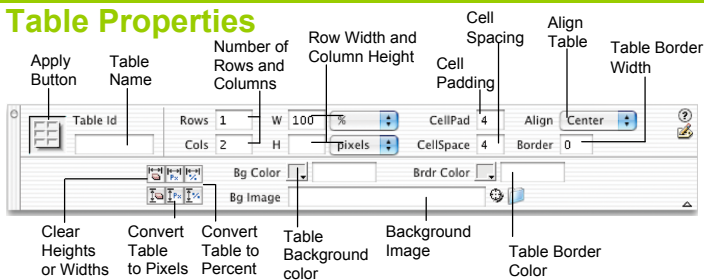 Table Properties
Apply Button
Table Name
Number of Rows and Columns
Row Width and Column Height
Cell Padding
Cell Spacing
Align Table
Table Border Width
Table Id
Rows 1 W 100 % CellPad 4 Align Center
Cols 2 H pixels CellSpace 4 Border 0
Bg Color Brdr Color
Bg Image
Clear Heights or Widths
Convert Table to Pixels
Convert Table to Percent
Table Background color
Background Image
Table Border Color